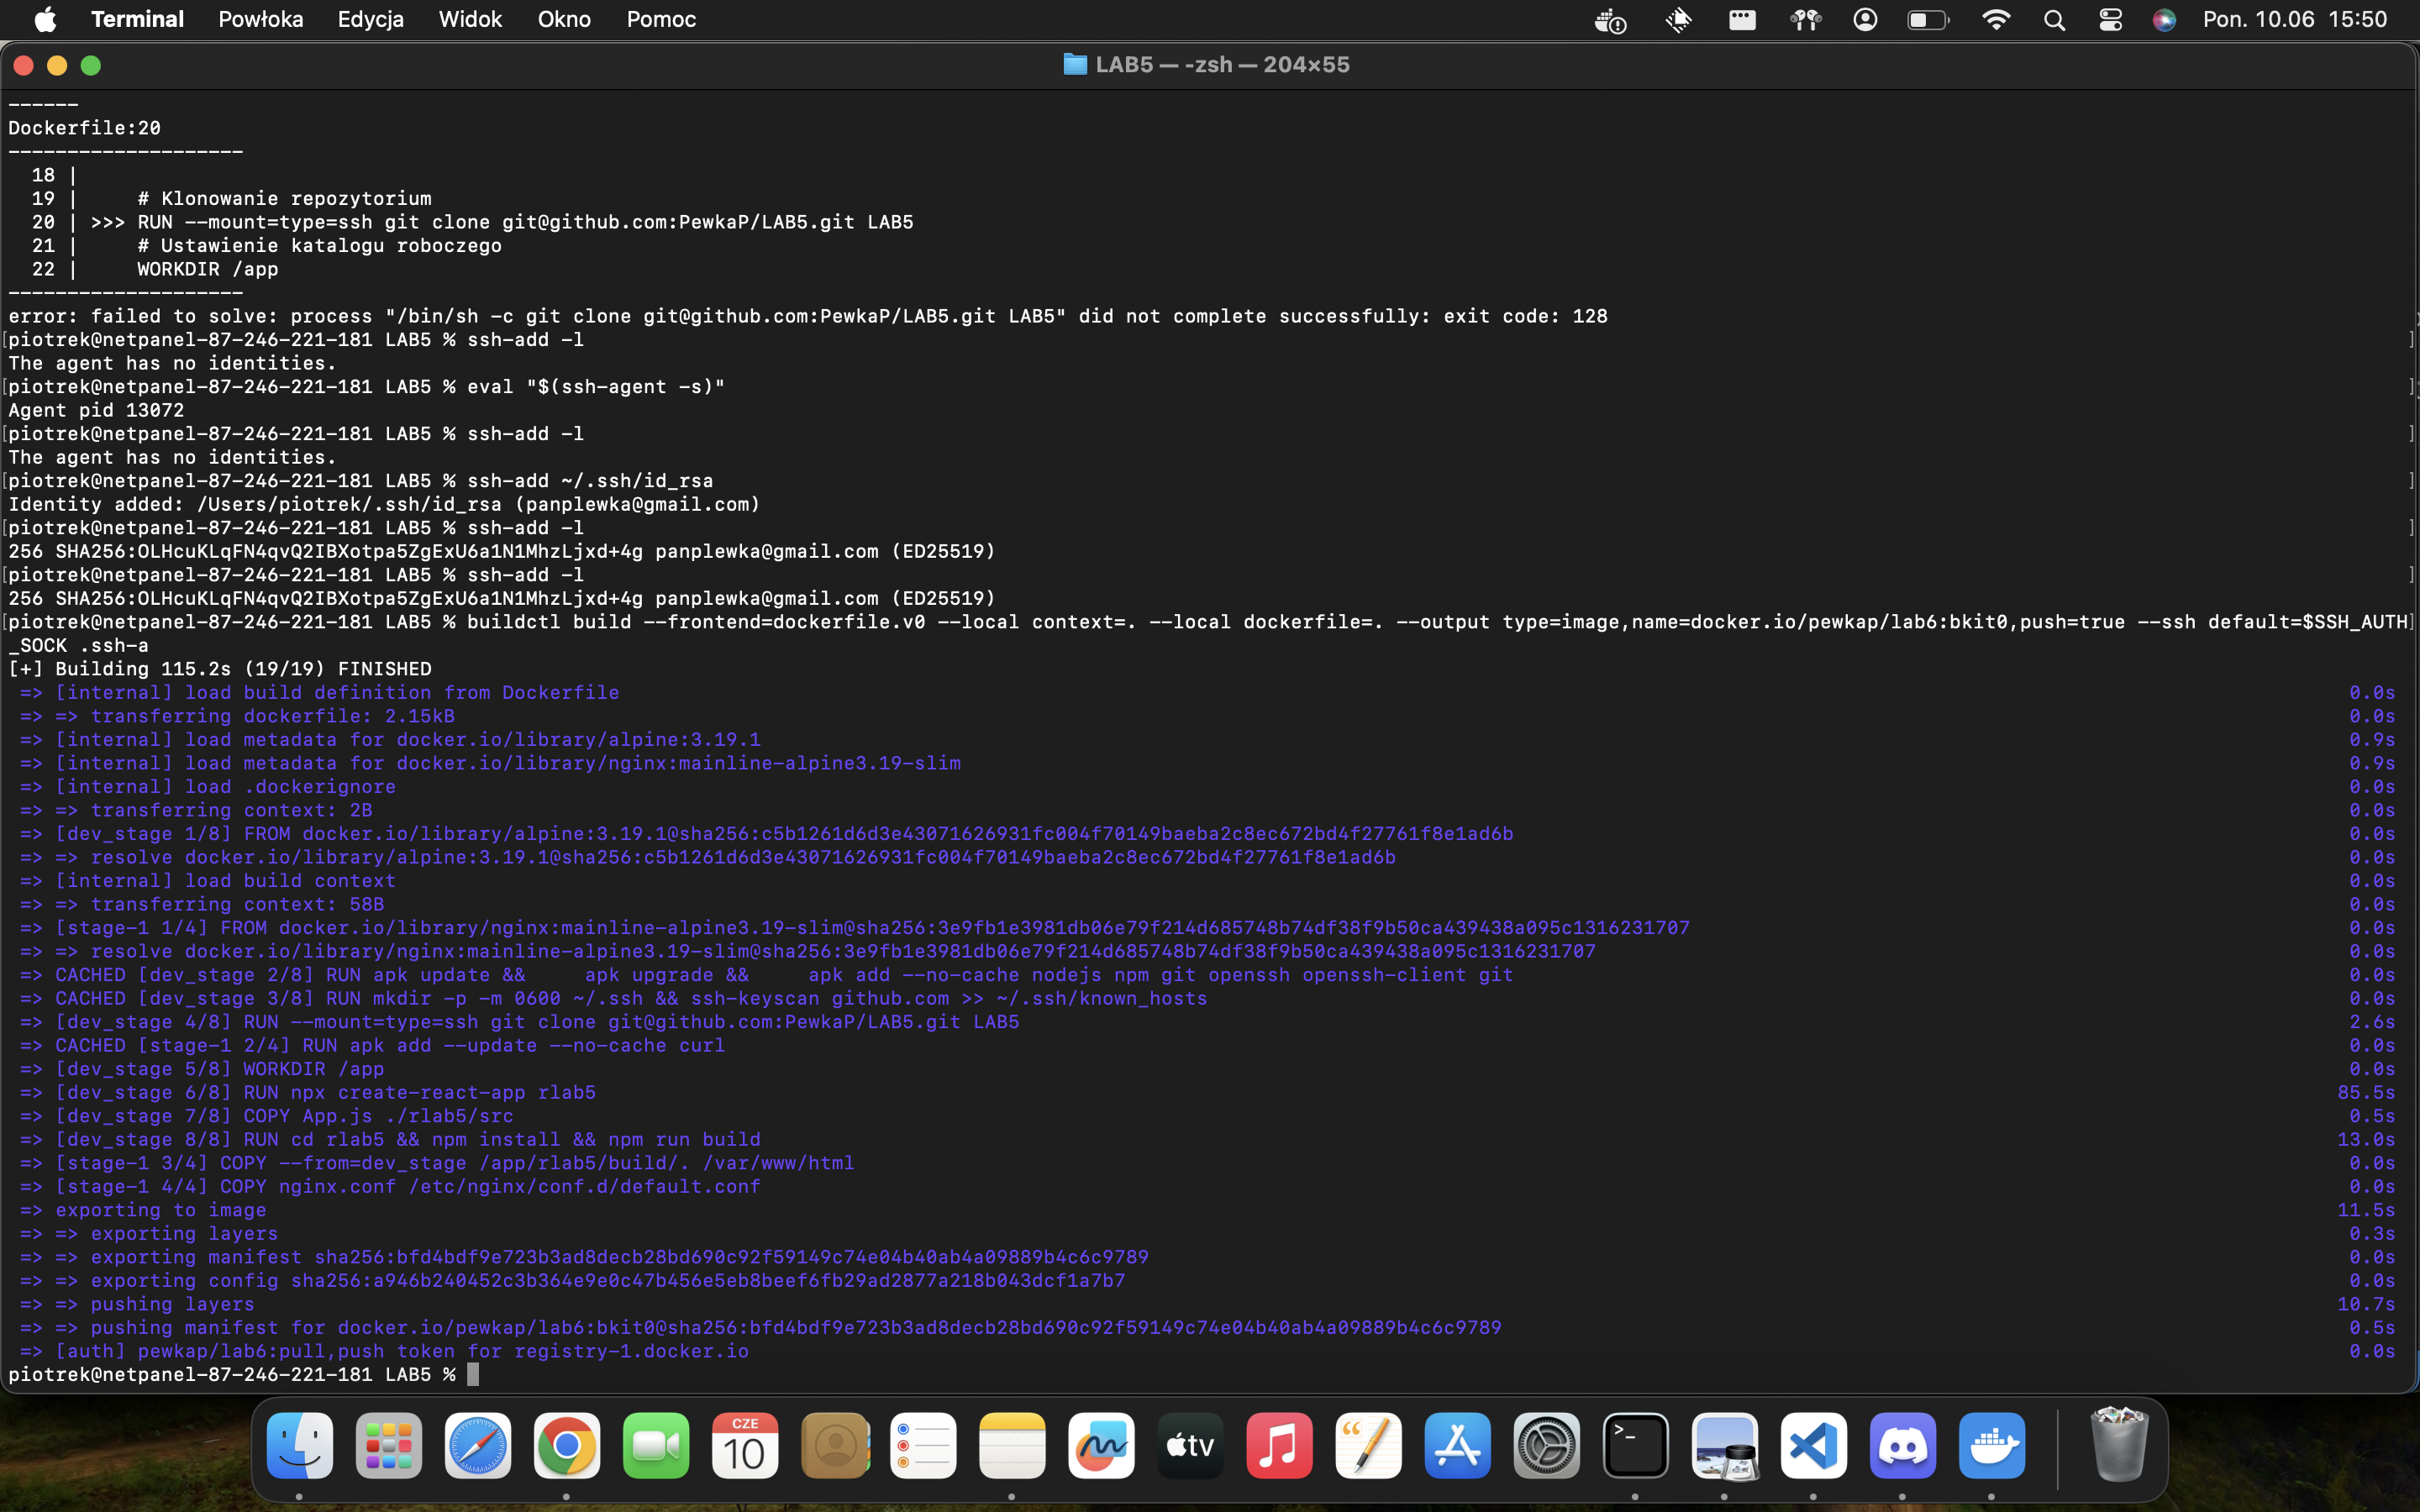 Terminal Powłoka Edycja Widok Okno Pomoc Pon. 10.06 15:50
LAB5 — -zsh — 204×55
------
Dockerfile:20
--------------------
18 |
19 | # Klonowanie repozytorium
20 | >>> RUN --mount=type=ssh git clone git@github.com:PewkaP/LAB5.git LAB5
21 | # Ustawienie katalogu roboczego
22 | WORKDIR /app
--------------------
error: failed to solve: process "/bin/sh -c git clone git@github.com:PewkaP/LAB5.git LAB5" did not complete successfully: exit code: 128
[piotrek@netpanel-87-246-221-181 LAB5 % ssh-add -l ]
The agent has no identities.
[piotrek@netpanel-87-246-221-181 LAB5 % eval "$(ssh-agent -s)" ]
Agent pid 13072
[piotrek@netpanel-87-246-221-181 LAB5 % ssh-add -l ]
The agent has no identities.
[piotrek@netpanel-87-246-221-181 LAB5 % ssh-add ~/.ssh/id_rsa ]
Identity added: /Users/piotrek/.ssh/id_rsa (panplewka@gmail.com)
[piotrek@netpanel-87-246-221-181 LAB5 % ssh-add -l ]
256 SHA256:OLHcuKLqFN4qvQ2IBXotpa5ZgExU6a1N1MhzLjxd+4g panplewka@gmail.com (ED25519)
[piotrek@netpanel-87-246-221-181 LAB5 % ssh-add -l ]
256 SHA256:OLHcuKLqFN4qvQ2IBXotpa5ZgExU6a1N1MhzLjxd+4g panplewka@gmail.com (ED25519)
[piotrek@netpanel-87-246-221-181 LAB5 % buildctl build --frontend=dockerfile.v0 --local context=. --local dockerfile=. --output type=image,name=docker.io/pewkap/lab6:bkit0,push=true --ssh default=$SSH_AUTH]
_SOCK .ssh-a
[+] Building 115.2s (19/19) FINISHED
=> [internal] load build definition from Dockerfile 0.0s
=> => transferring dockerfile: 2.15kB 0.0s
=> [internal] load metadata for docker.io/library/alpine:3.19.1 0.9s
=> [internal] load metadata for docker.io/library/nginx:mainline-alpine3.19-slim 0.9s
=> [internal] load .dockerignore 0.0s
=> => transferring context: 2B 0.0s
=> [dev_stage 1/8] FROM docker.io/library/alpine:3.19.1@sha256:c5b1261d6d3e43071626931fc004f70149baeba2c8ec672bd4f27761f8e1ad6b 0.0s
=> => resolve docker.io/library/alpine:3.19.1@sha256:c5b1261d6d3e43071626931fc004f70149baeba2c8ec672bd4f27761f8e1ad6b 0.0s
=> [internal] load build context 0.0s
=> => transferring context: 58B 0.0s
=> [stage-1 1/4] FROM docker.io/library/nginx:mainline-alpine3.19-slim@sha256:3e9fb1e3981db06e79f214d685748b74df38f9b50ca439438a095c1316231707 0.0s
=> => resolve docker.io/library/nginx:mainline-alpine3.19-slim@sha256:3e9fb1e3981db06e79f214d685748b74df38f9b50ca439438a095c1316231707 0.0s
=> CACHED [dev_stage 2/8] RUN apk update && apk upgrade && apk add --no-cache nodejs npm git openssh openssh-client git 0.0s
=> CACHED [dev_stage 3/8] RUN mkdir -p -m 0600 ~/.ssh && ssh-keyscan github.com >> ~/.ssh/known_hosts 0.0s
=> [dev_stage 4/8] RUN --mount=type=ssh git clone git@github.com:PewkaP/LAB5.git LAB5 2.6s
=> CACHED [stage-1 2/4] RUN apk add --update --no-cache curl 0.0s
=> [dev_stage 5/8] WORKDIR /app 0.0s
=> [dev_stage 6/8] RUN npx create-react-app rlab5 85.5s
=> [dev_stage 7/8] COPY App.js ./rlab5/src 0.5s
=> [dev_stage 8/8] RUN cd rlab5 && npm install && npm run build 13.0s
=> [stage-1 3/4] COPY --from=dev_stage /app/rlab5/build/. /var/www/html 0.0s
=> [stage-1 4/4] COPY nginx.conf /etc/nginx/conf.d/default.conf 0.0s
=> exporting to image 11.5s
=> => exporting layers 0.3s
=> => exporting manifest sha256:bfd4bdf9e723b3ad8decb28bd690c92f59149c74e04b40ab4a09889b4c6c9789 0.0s
=> => exporting config sha256:a946b240452c3b364e9e0c47b456e5eb8beef6fb29ad2877a218b043dcf1a7b7 0.0s
=> => pushing layers 10.7s
=> => pushing manifest for docker.io/pewkap/lab6:bkit0@sha256:bfd4bdf9e723b3ad8decb28bd690c92f59149c74e04b40ab4a09889b4c6c9789 0.5s
=> [auth] pewkap/lab6:pull,push token for registry-1.docker.io 0.0s
piotrek@netpanel-87-246-221-181 LAB5 %
CZE
10
tv
>_